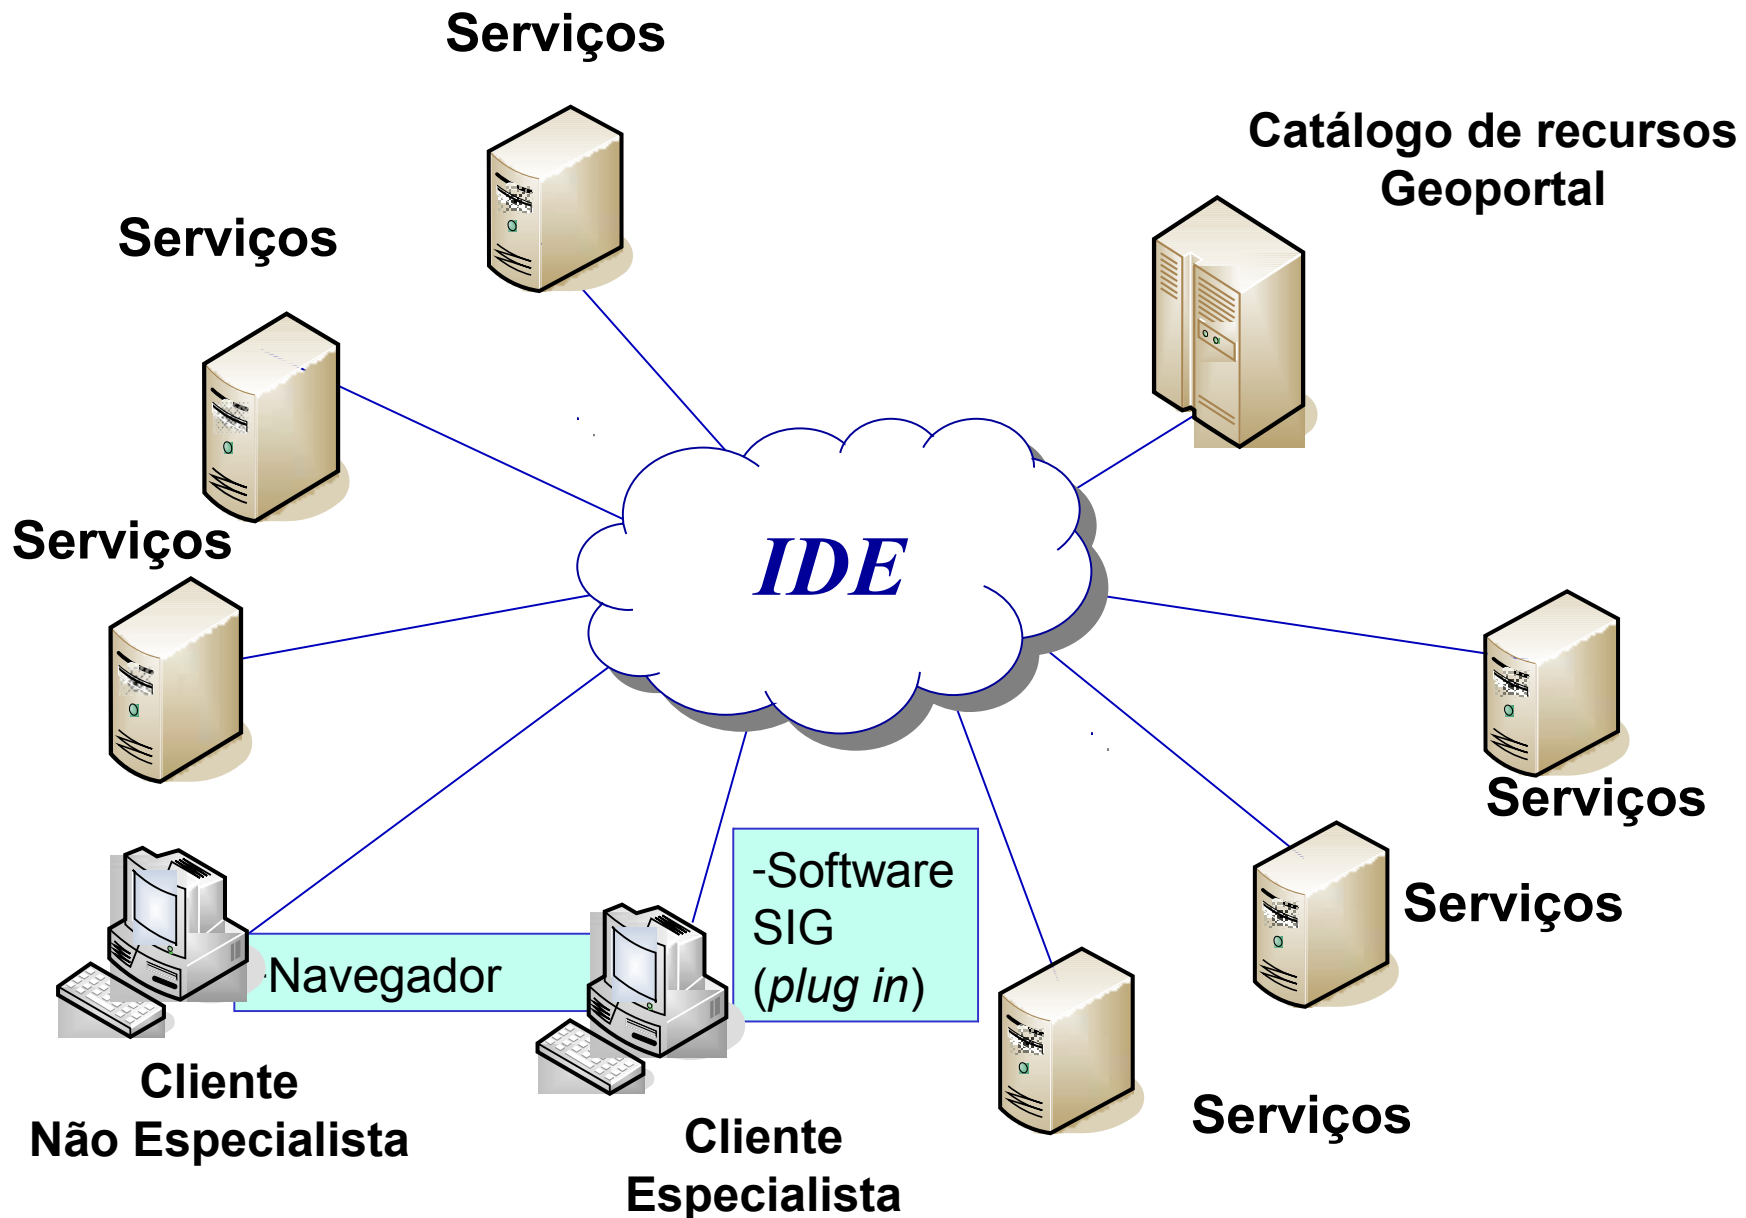 Serviços
Catálogo de recursos
Geoportal
Serviços
Serviços
IDE
Serviços
-Software
SIG
(plug in)
Serviços
-Navegador
Cliente
Não Especialista
Cliente
Especialista
Serviços